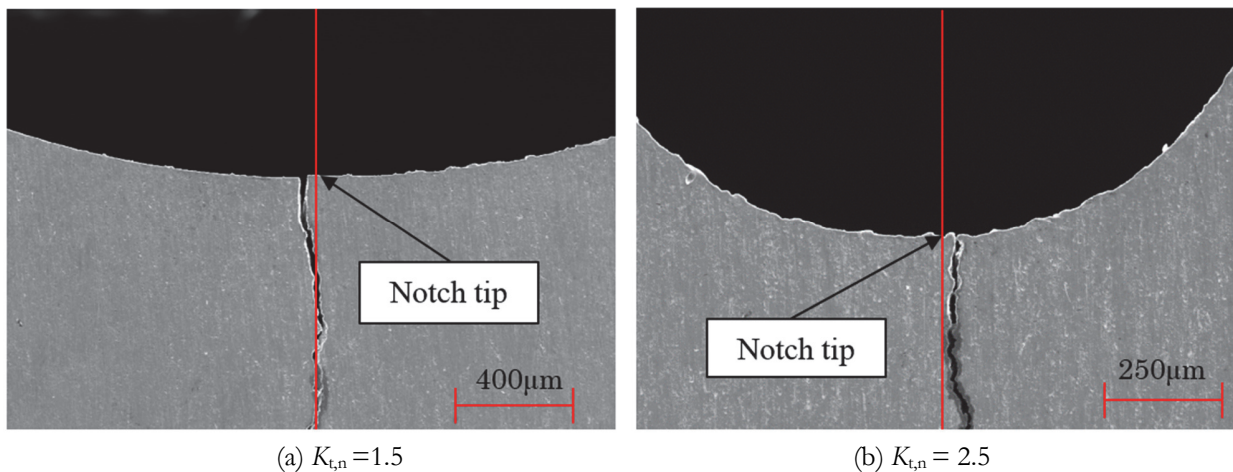 Notch tip
400µm
Notch tip
250µm
(a) Kt,n =1.5
(b) Kt,n = 2.5